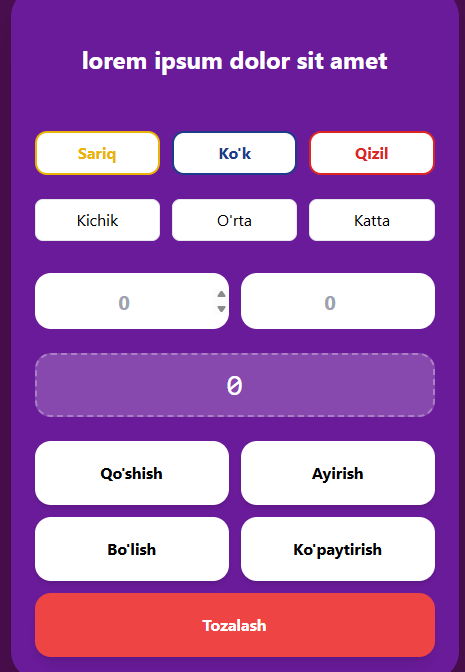 lorem ipsum dolor sit amet
Sariq Ko'k Qizil
Kichik O'rta Katta
0 0
0
Qo'shish Ayirish
Bo'lish Ko'paytirish
Tozalash